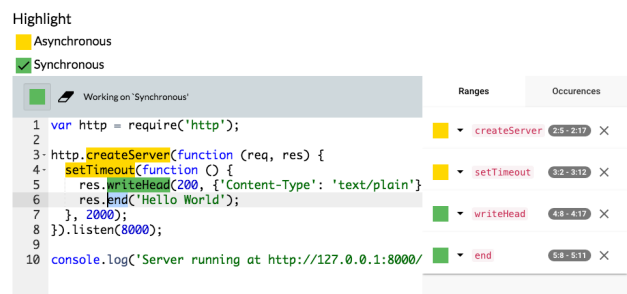 Highlight
Asynchronous
Synchronous
Working on `Synchronous'
1 var http = require('http');
2
3 http.createServer(function (req, res) {
4 setTimeout(function () {
5 res.writeHead(200, {'Content-Type': 'text/plain'}
6 res.end('Hello World');
7 }, 2000);
8 }).listen(8000);
9
10 console.log('Server running at http://127.0.0.1:8000/
Ranges Occurences
createServer 2:5 - 2:17
setTimeout 3:2 - 3:12
writeHead 4:8 - 4:17
end 5:8 - 5:11